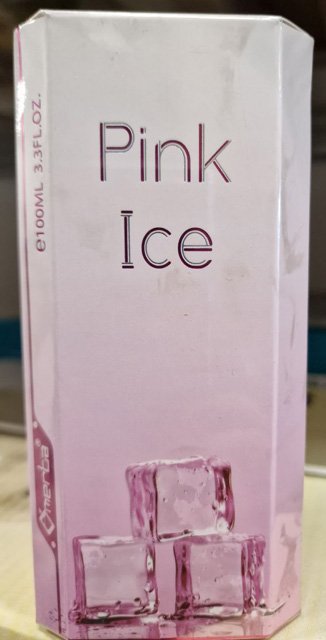 Pink
Ice
℮100ML 3.3FL.OZ.
Omerta